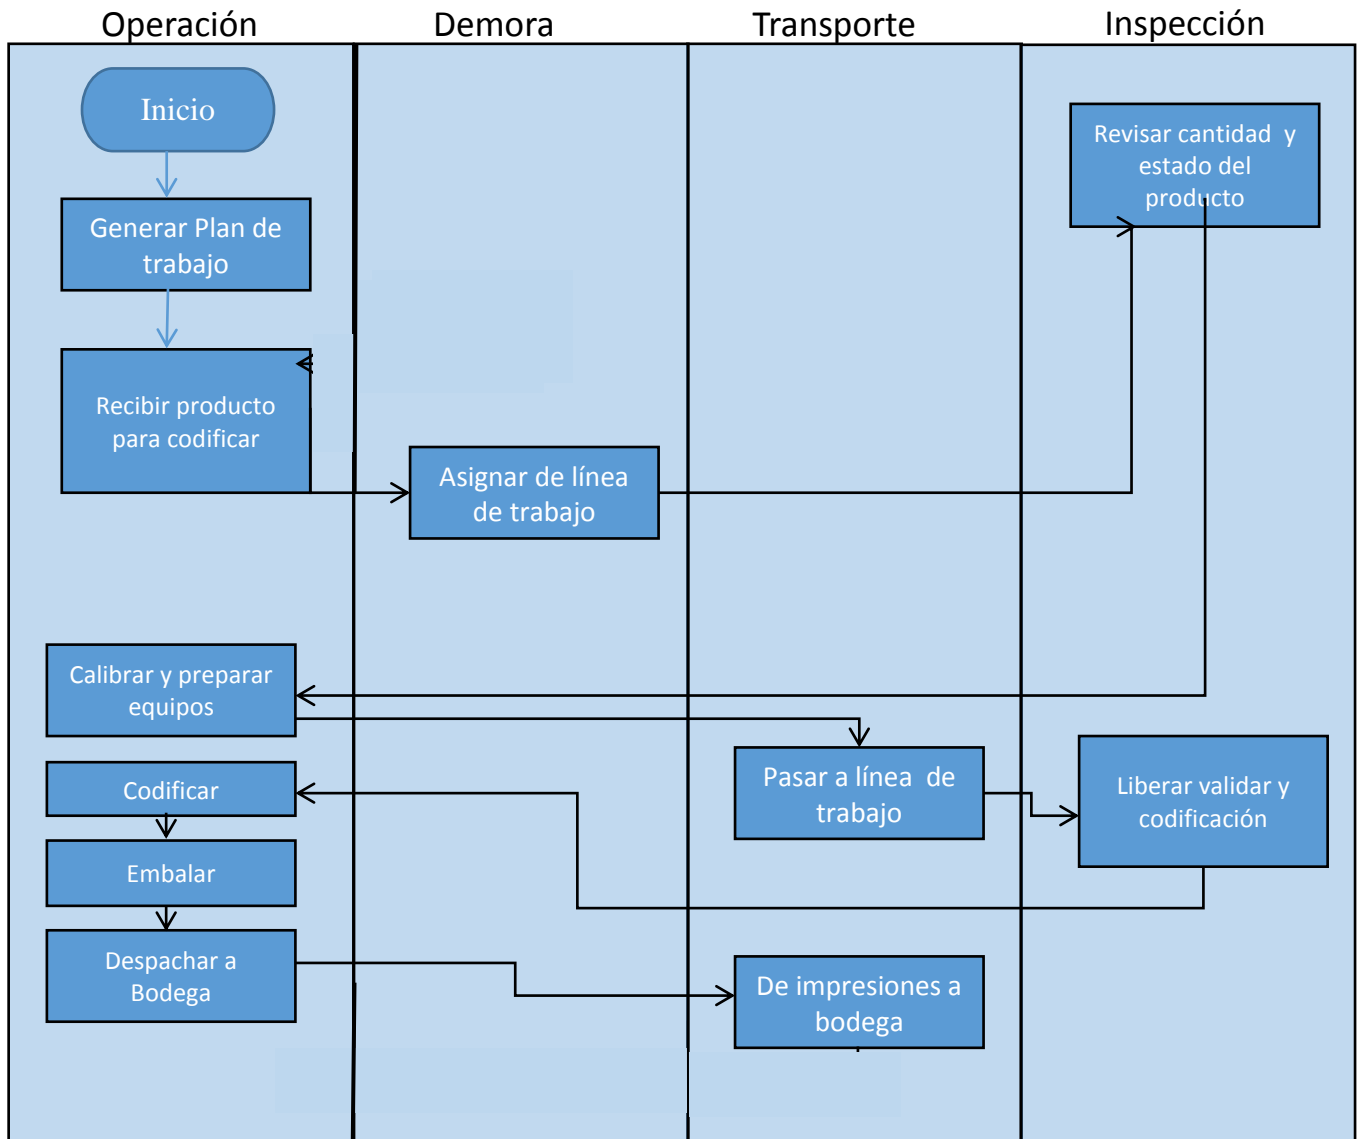 Operación
Demora
Transporte
Inspección
Inicio
Revisar cantidad y
estado del
producto
Generar Plan de
trabajo
Recibir producto
para codificar
Asignar de línea
de trabajo
Calibrar y preparar
equipos
Pasar a línea de
trabajo
Liberar validar y
codificación
Codificar
Embalar
Despachar a
Bodega
De impresiones a
bodega